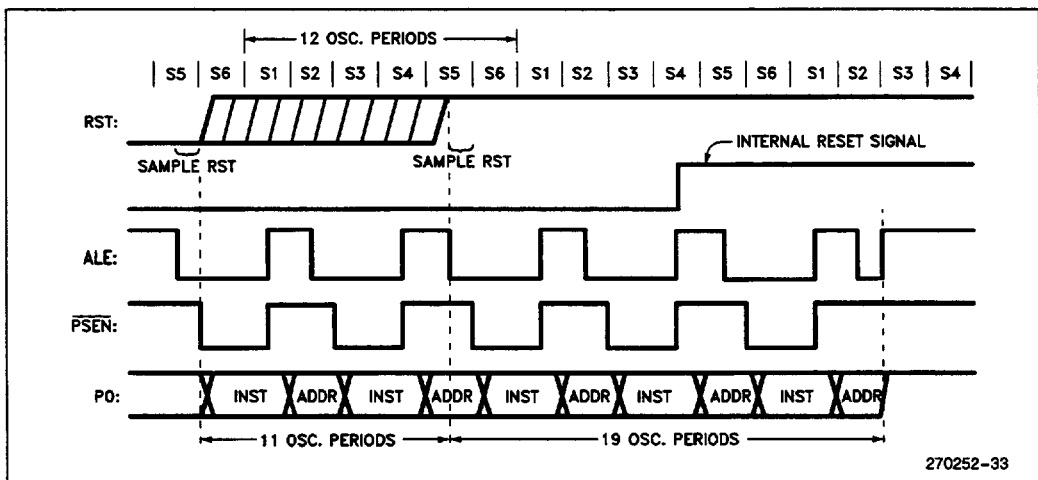 12 OSC. PERIODS
S5 | S6 | S1 | S2 | S3 | S4 | S5 | S6 | S1 | S2 | S3 | S4 | S5 | S6 | S1 | S2 | S3 | S4
RST:
SAMPLE RST SAMPLE RST
INTERNAL RESET SIGNAL
ALE:
PSEN:
P0: INST ADDR INST ADDR INST ADDR INST ADDR INST ADDR
11 OSC. PERIODS 19 OSC. PERIODS
270252-33